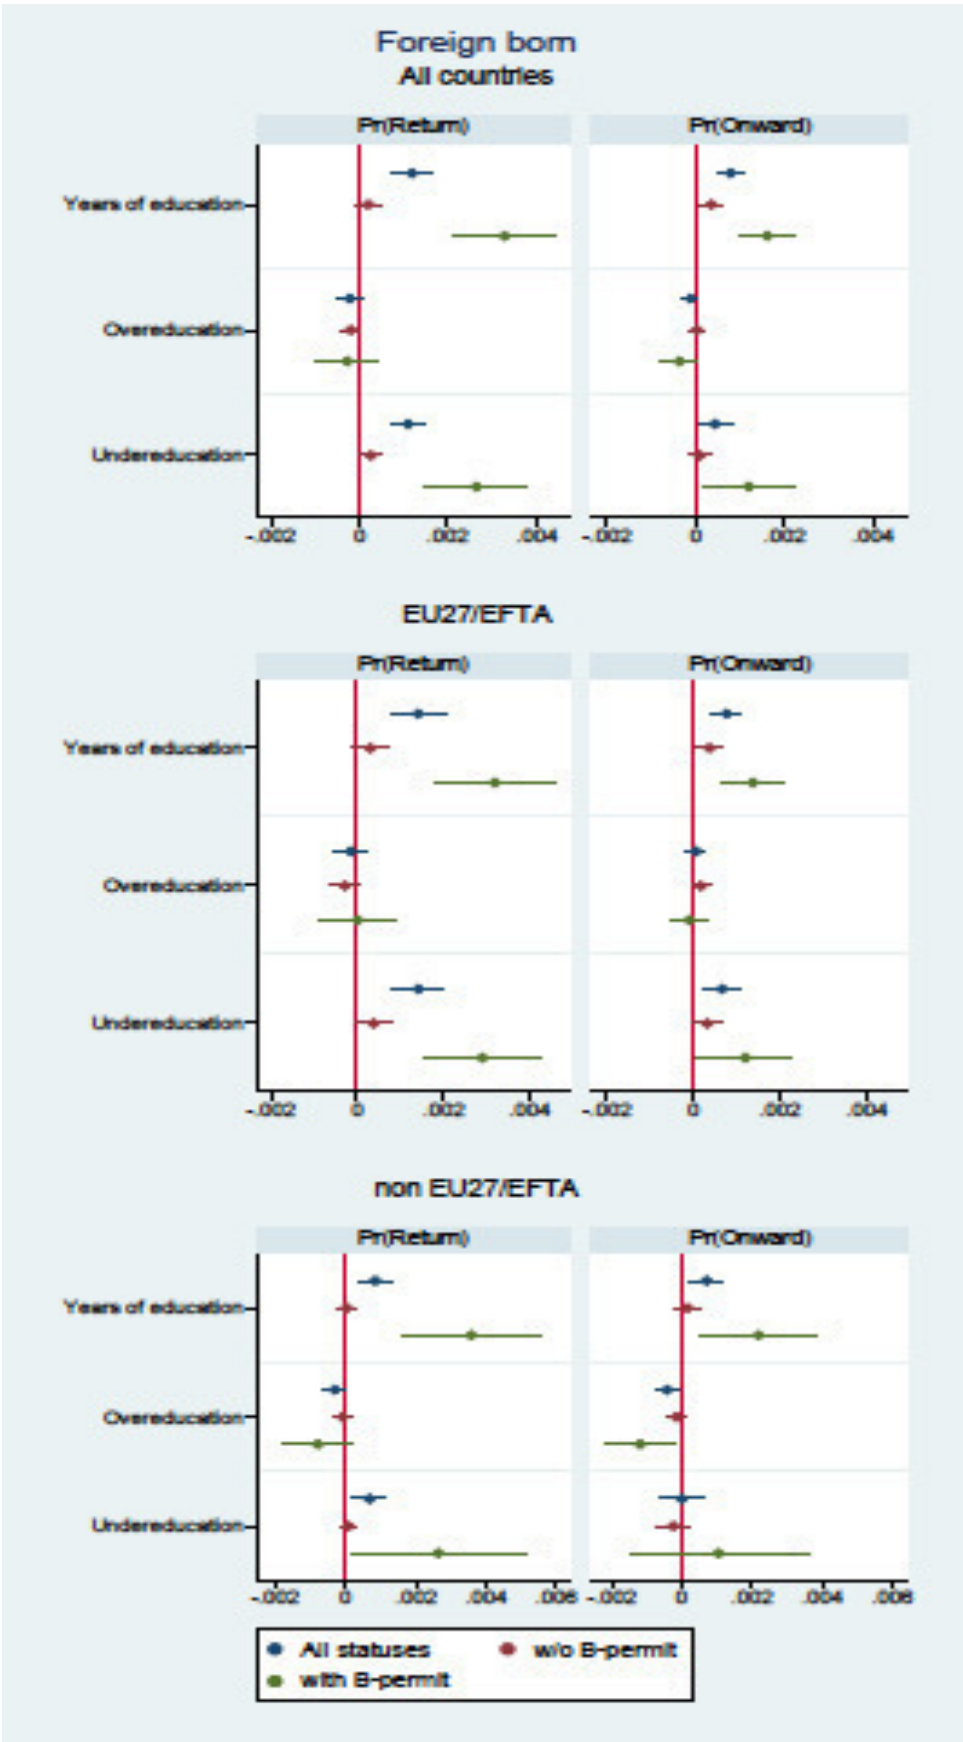 Foreign born
All countries
Pr(Return) Pr(Onward)
Years of education
Overeducation
Undereducation
-.002 0 .002 .004 -.002 0 .002 .004
EU27/EFTA
Pr(Return) Pr(Onward)
Years of education
Overeducation
Undereducation
-.002 0 .002 .004 -.002 0 .002 .004
non EU27/EFTA
Pr(Return) Pr(Onward)
Years of education
Overeducation
Undereducation
-.002 0 .002 .004 .006 -.002 0 .002 .004 .006
All statuses w/o B-permit
with B-permit